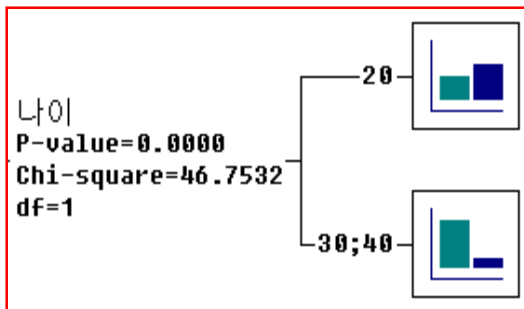 나이
P-value=0.0000
Chi-square=46.7532
df=1
20
30;40